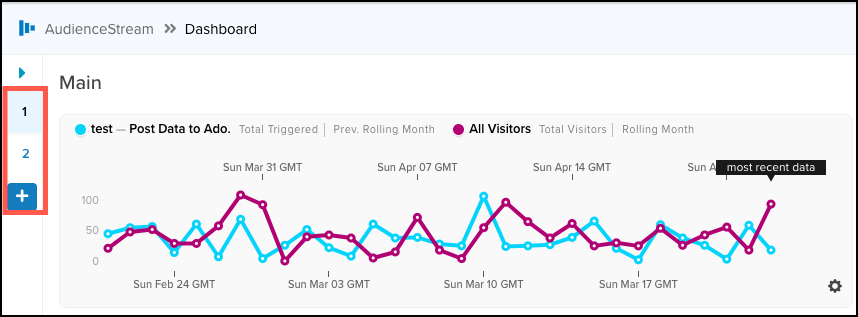 AudienceStream >> Dashboard
1
2
+
Main
test — Post Data to Ado. Total Triggered | Prev. Rolling Month All Visitors Total Visitors | Rolling Month
Sun Mar 31 GMT Sun Apr 07 GMT Sun Apr 14 GMT Sun A
most recent data
100
50
0
Sun Feb 24 GMT Sun Mar 03 GMT Sun Mar 10 GMT Sun Mar 17 GMT